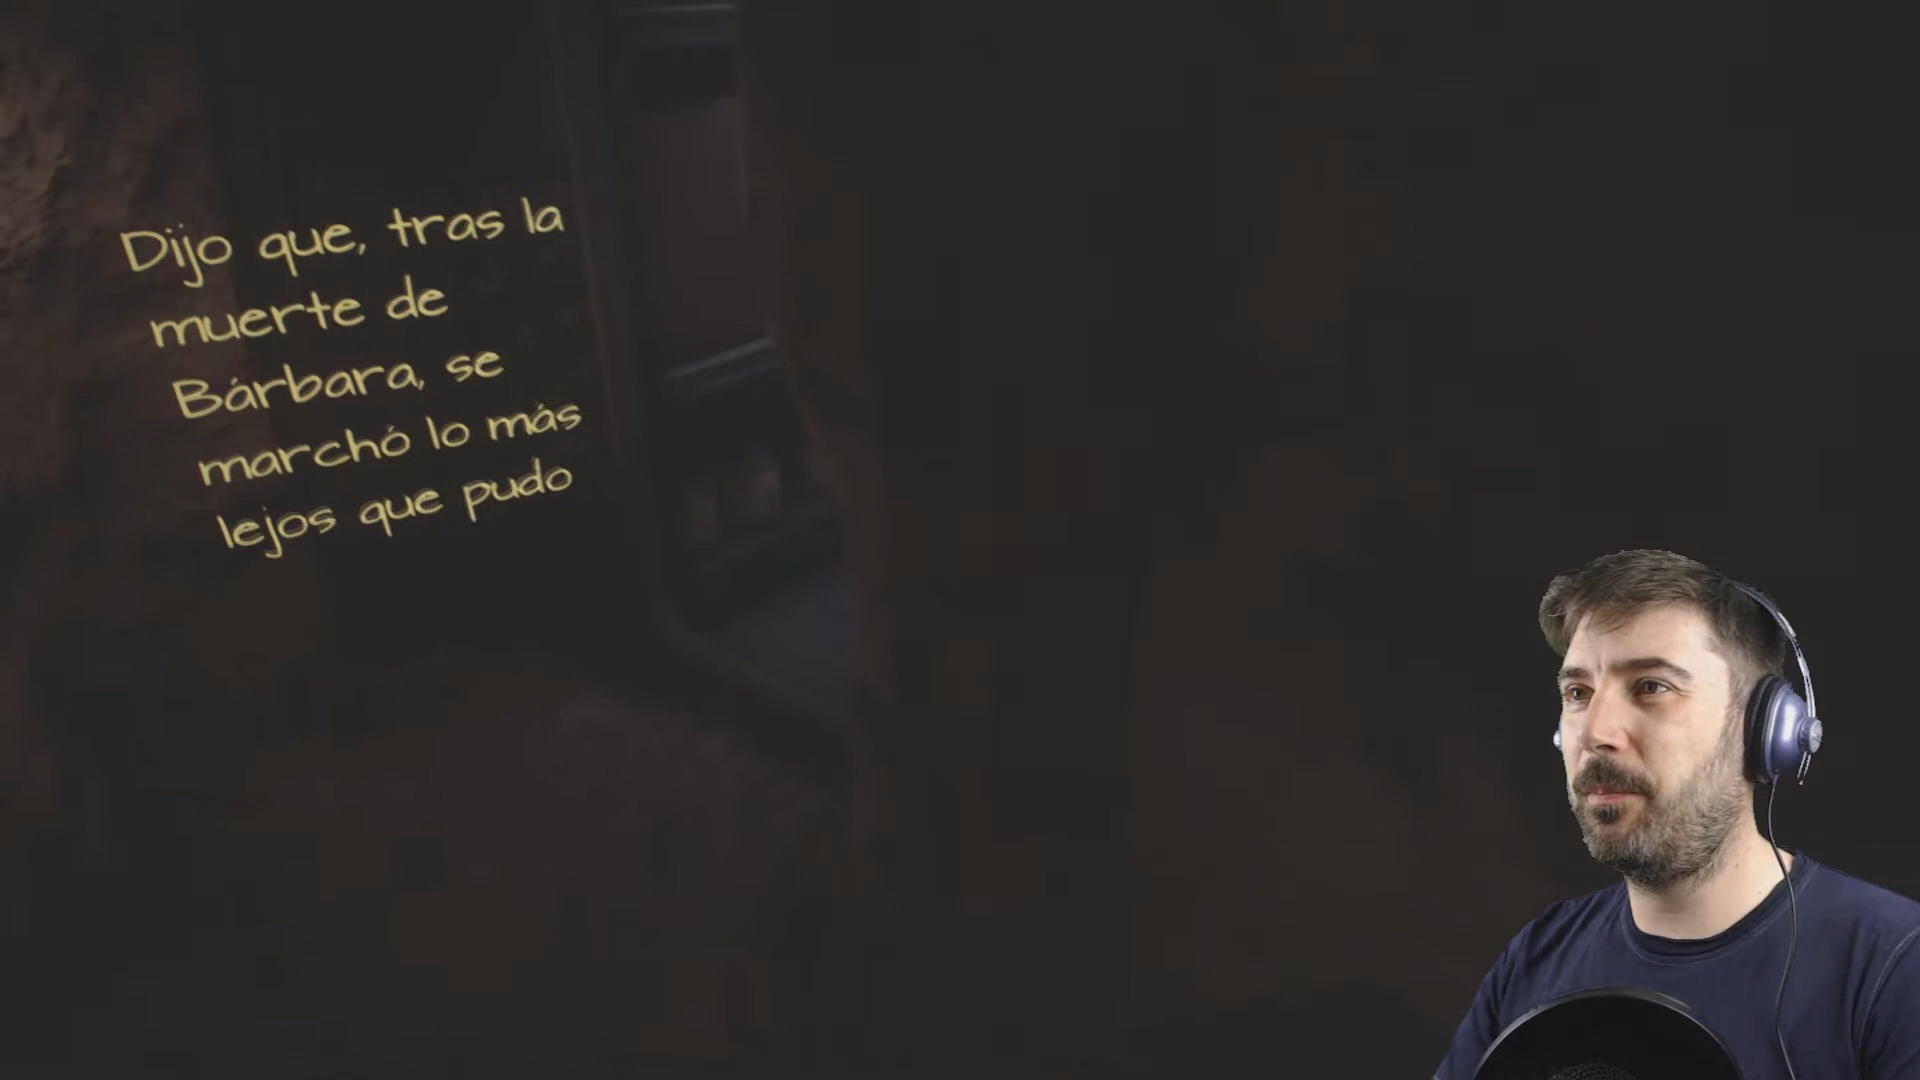 Dijo que, tras la
muerte de
Bárbara, se
marchó lo más
lejos que pudo